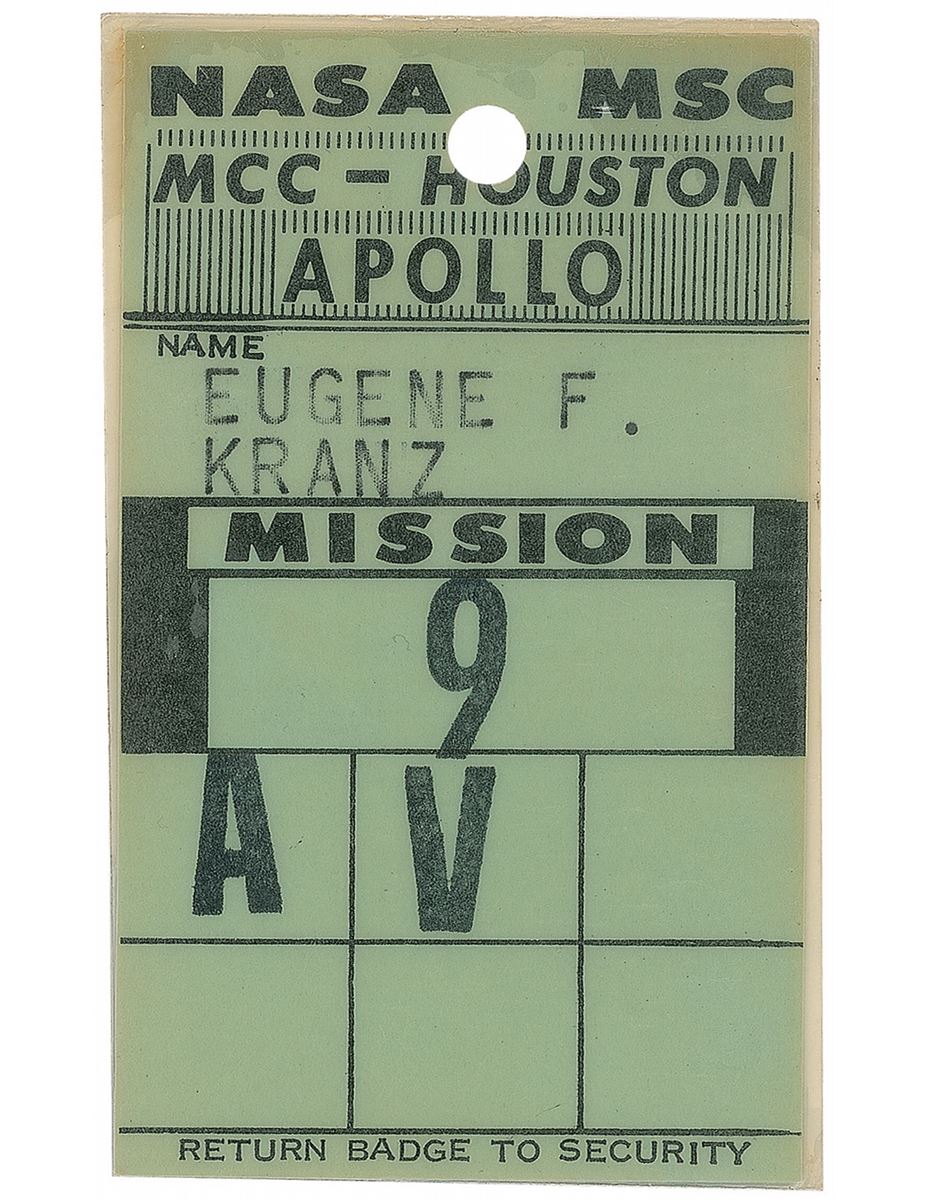 NASA MSC
MCC - HOUSTON
APOLLO
NAME
EUGENE F.
KRANZ
MISSION
9
A V
RETURN BADGE TO SECURITY